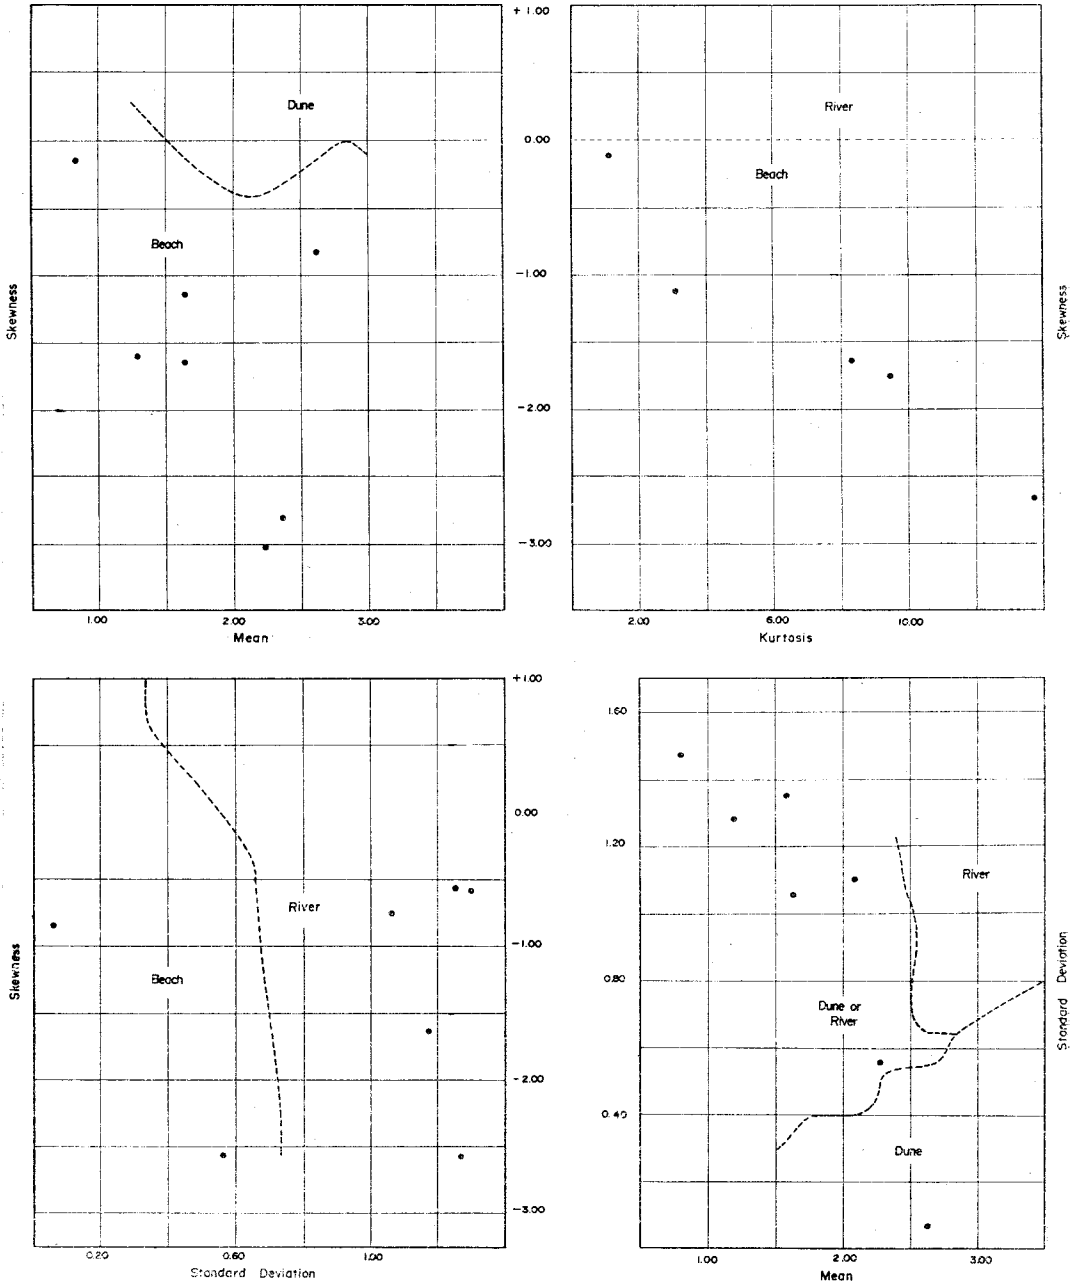 + 1.00
Dune
River
0.00
Beach
Beach
-1.00
Skewness
Skewness
-2.00
-3.00
1.00 2.00 3.00
Mean
2.00 6.00 10.00
Kurtosis
+1.00
1.60
0.00
1.20
River
River
-1.00
Skewness
Beach
0.80
Standard Deviation
Dune or
River
-2.00
0.40
Dune
-3.00
0.20 0.60 1.00
Standard Deviation
1.00 2.00 3.00
Mean